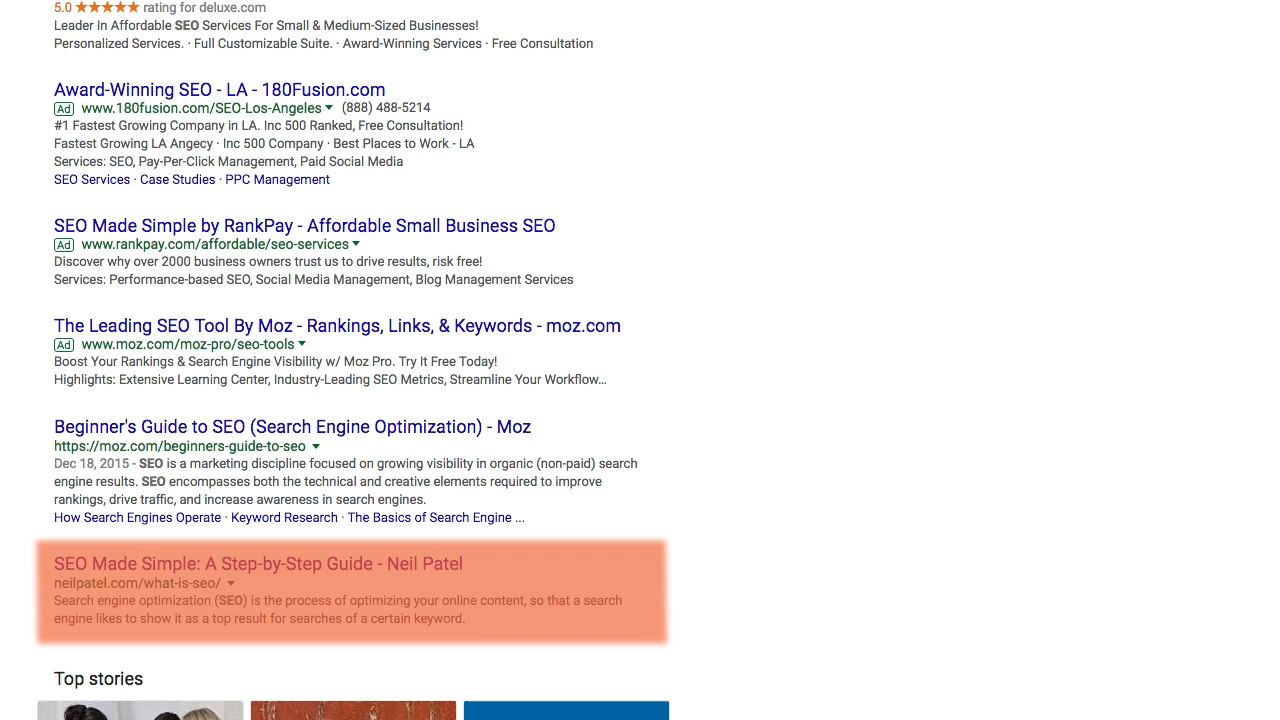 5.0 ★★★★★ rating for deluxe.com
Leader In Affordable SEO Services For Small & Medium-Sized Businesses!
Personalized Services. · Full Customizable Suite. · Award-Winning Services · Free Consultation
Award-Winning SEO - LA - 180Fusion.com
Ad www.180fusion.com/SEO-Los-Angeles (888) 488-5214
#1 Fastest Growing Company in LA. Inc 500 Ranked, Free Consultation!
Fastest Growing LA Angecy · Inc 500 Company · Best Places to Work - LA
Services: SEO, Pay-Per-Click Management, Paid Social Media
SEO Services · Case Studies · PPC Management
SEO Made Simple by RankPay - Affordable Small Business SEO
Ad www.rankpay.com/affordable/seo-services
Discover why over 2000 business owners trust us to drive results, risk free!
Services: Performance-based SEO, Social Media Management, Blog Management Services
The Leading SEO Tool By Moz - Rankings, Links, & Keywords - moz.com
Ad www.moz.com/moz-pro/seo-tools
Boost Your Rankings & Search Engine Visibility w/ Moz Pro. Try It Free Today!
Highlights: Extensive Learning Center, Industry-Leading SEO Metrics, Streamline Your Workflow...
Beginner's Guide to SEO (Search Engine Optimization) - Moz
https://moz.com/beginners-guide-to-seo
Dec 18, 2015 - SEO is a marketing discipline focused on growing visibility in organic (non-paid) search
engine results. SEO encompasses both the technical and creative elements required to improve
rankings, drive traffic, and increase awareness in search engines.
How Search Engines Operate · Keyword Research · The Basics of Search Engine ...
SEO Made Simple: A Step-by-Step Guide - Neil Patel
neilpatel.com/what-is-seo/
Search engine optimization (SEO) is the process of optimizing your online content, so that a search
engine likes to show it as a top result for searches of a certain keyword.
Top stories